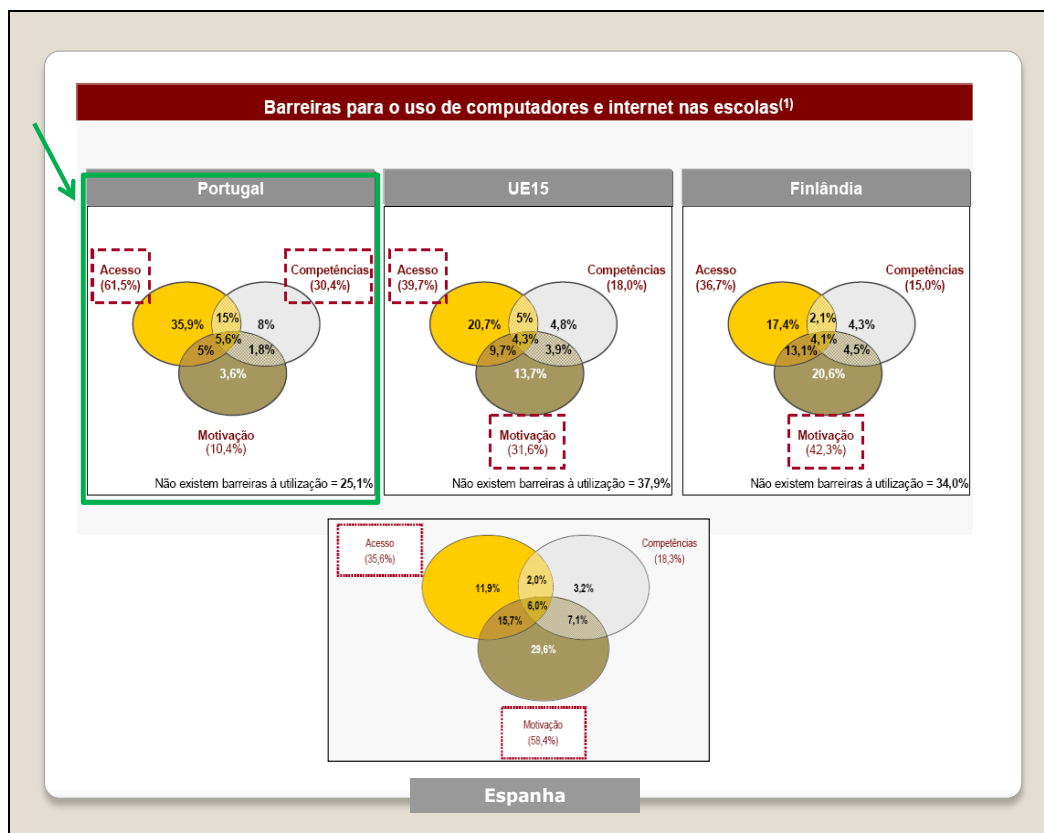 Barreiras para o uso de computadores e internet nas escolas(1)
Portugal
Acesso
(61,5%)
Competências
(30,4%)
35,9%
15%
8%
5,6%
5%
1,8%
3,6%
Motivação
(10,4%)
Não existem barreiras à utilização = 25,1%
UE15
Acesso
(39,7%)
Competências
(18,0%)
20,7%
5%
4,8%
4,3%
9,7%
3,9%
13,7%
Motivação
(31,6%)
Não existem barreiras à utilização = 37,9%
Finlândia
Acesso
(36,7%)
Competências
(15,0%)
17,4%
2,1%
4,3%
4,1%
13,1%
4,5%
20,6%
Motivação
(42,3%)
Não existem barreiras à utilização = 34,0%
Acesso
(35,6%)
Competências
(18,3%)
11,9%
2,0%
3,2%
6,0%
15,7%
7,1%
29,6%
Motivação
(58,4%)
Espanha